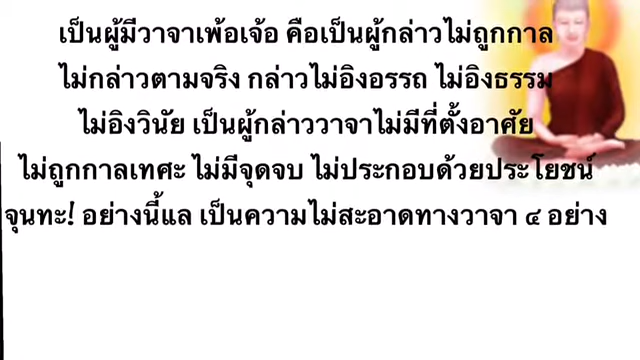 เป็นผู้มีวาจาเพ้อเจ้อ คือเป็นผู้กล่าวไม่ถูกกาล
ไม่กล่าวตามจริง กล่าวไม่อิงอรรถ ไม่อิงธรรม
ไม่อิงวินัย เป็นผู้กล่าววาจาไม่มีที่ตั้งอาศัย
ไม่ถูกกาลเทศะ ไม่มีจุดจบ ไม่ประกอบด้วยประโยชน์
จุนทะ! อย่างนี้แล เป็นความไม่สะอาดทางวาจา ๔ อย่าง